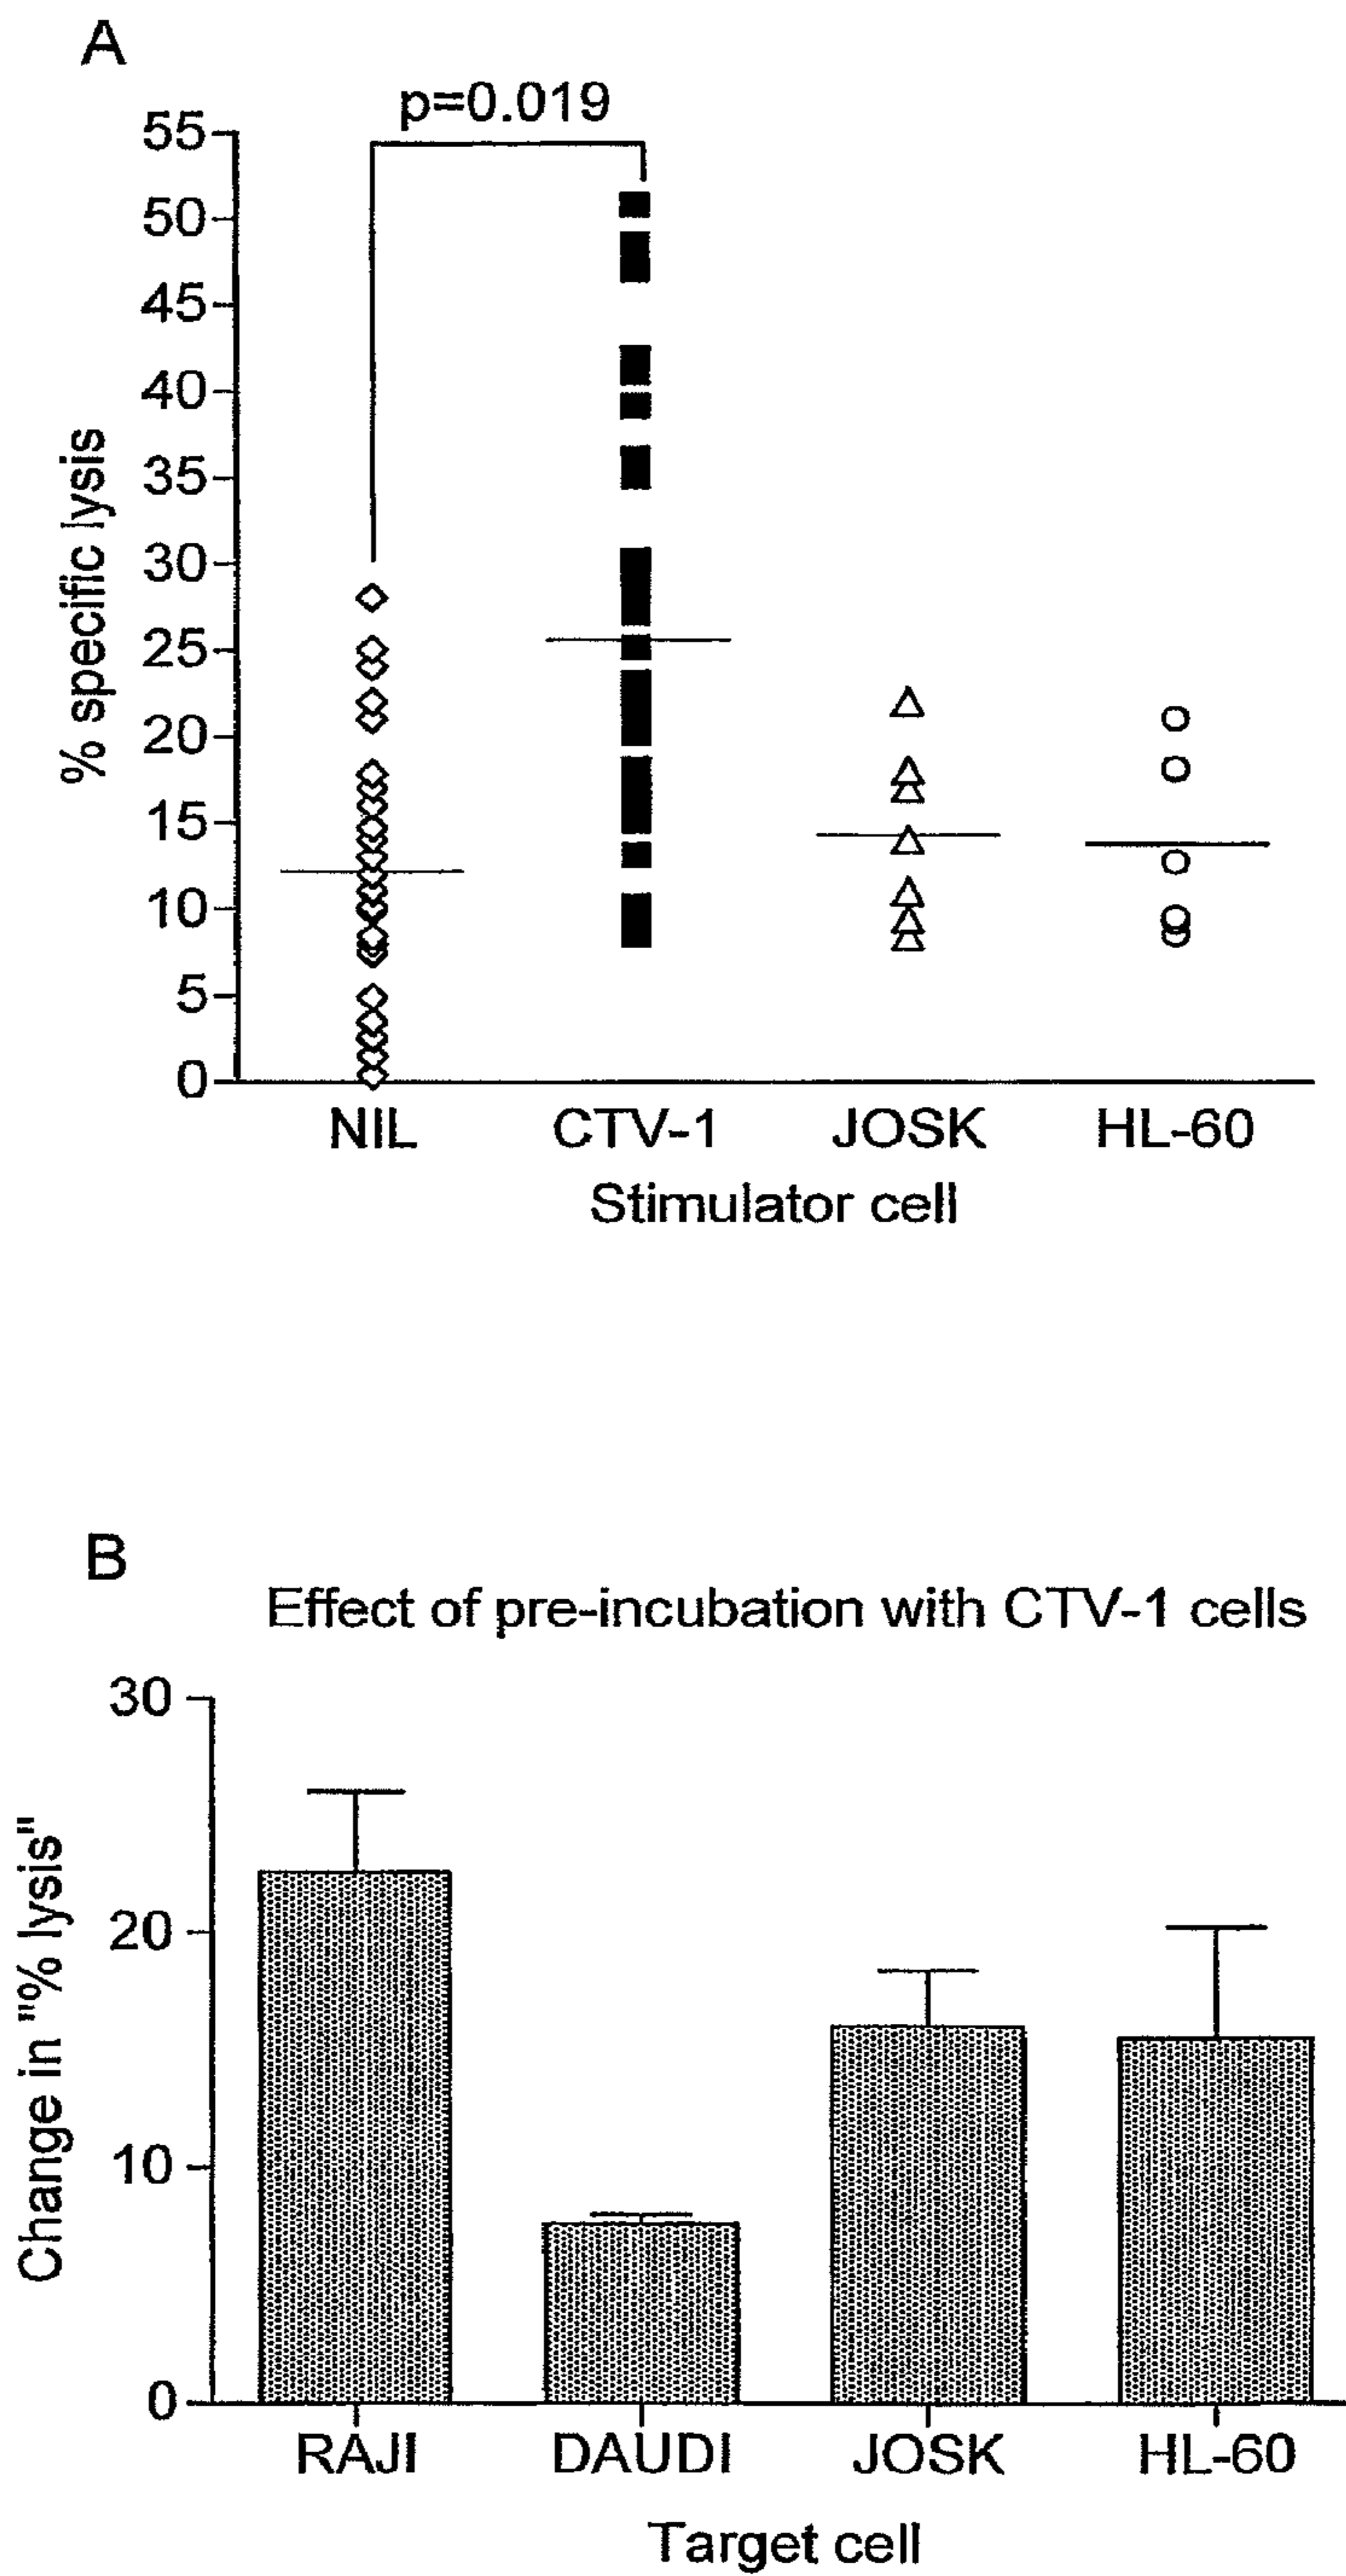 A
p=0.019
55
50
45
40
35
30
25
20
15
10
5
0
% specific lysis
NIL CTV-1 JOSK HL-60
Stimulator cell
B
Effect of pre-incubation with CTV-1 cells
30
20
10
0
Change in "% lysis"
RAJI DAUDI JOSK HL-60
Target cell